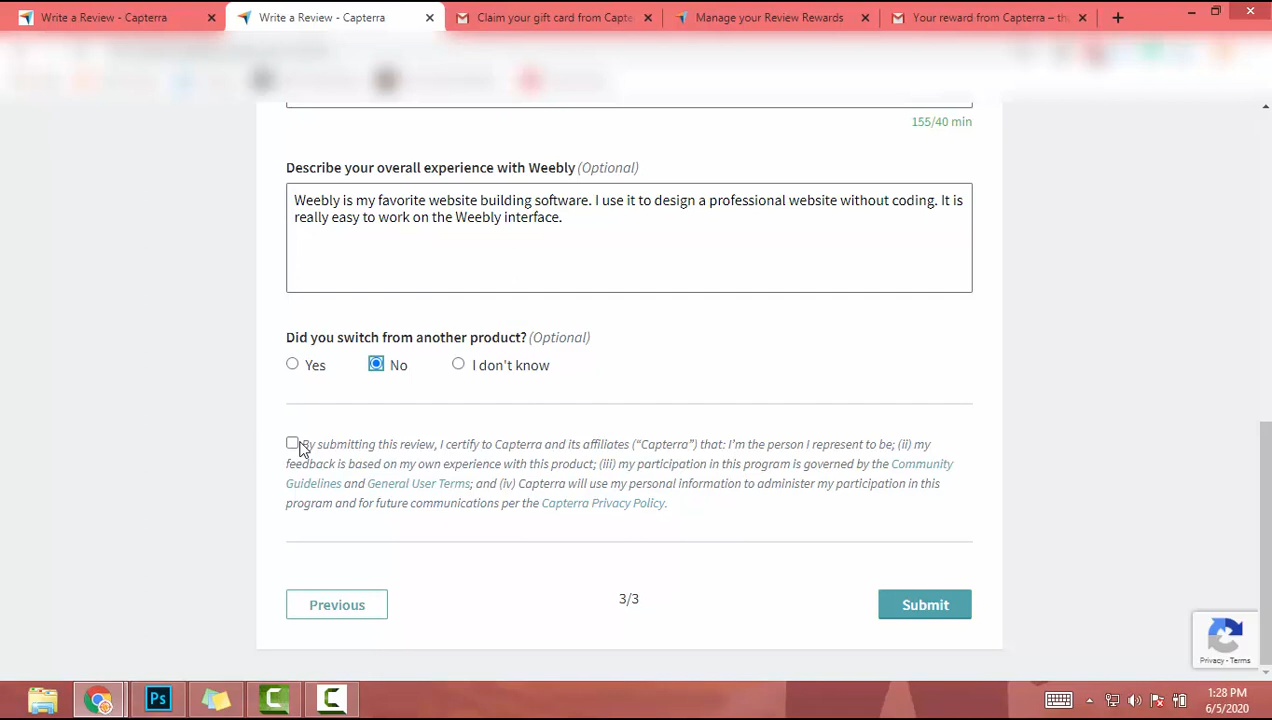 Write a Review - Capterra
Write a Review - Capterra
Claim your gift card from Capte
Manage your Review Rewards
Your reward from Capterra – th
155/40 min
Describe your overall experience with Weebly (Optional)
Weebly is my favorite website building software. I use it to design a professional website without coding. It is
really easy to work on the Weebly interface.
Did you switch from another product? (Optional)
Yes
No
I don't know
By submitting this review, I certify to Capterra and its affiliates (“Capterra”) that: I’m the person I represent to be; (ii) my
feedback is based on my own experience with this product; (iii) my participation in this program is governed by the Community
Guidelines and General User Terms; and (iv) Capterra will use my personal information to administer my participation in this
program and for future communications per the Capterra Privacy Policy.
Previous
3/3
Submit
Privacy - Terms
Ps
C
C
1:28 PM
6/5/2020